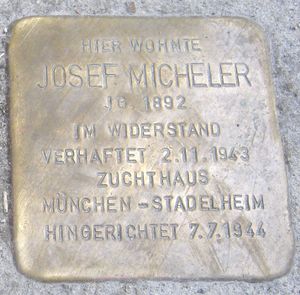 HIER WOHNTE
JOSEF MICHELER
JG. 1892
IM WIDERSTAND
VERHAFTET 2.11.1943
ZUCHTHAUS
MÜNCHEN-STADELHEIM
HINGERICHTET 7.7.1944